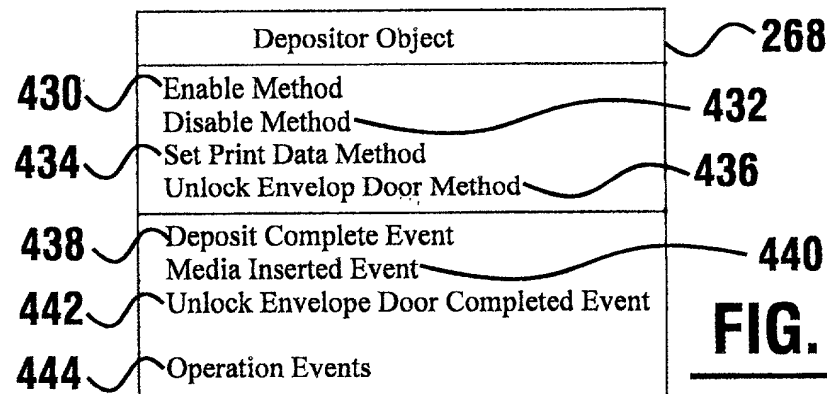 Depositor Object 268
430 Enable Method
Disable Method 432
434 Set Print Data Method
Unlock Envelop Door Method 436
438 Deposit Complete Event
Media Inserted Event 440
442 Unlock Envelope Door Completed Event
FIG.
444 Operation Events